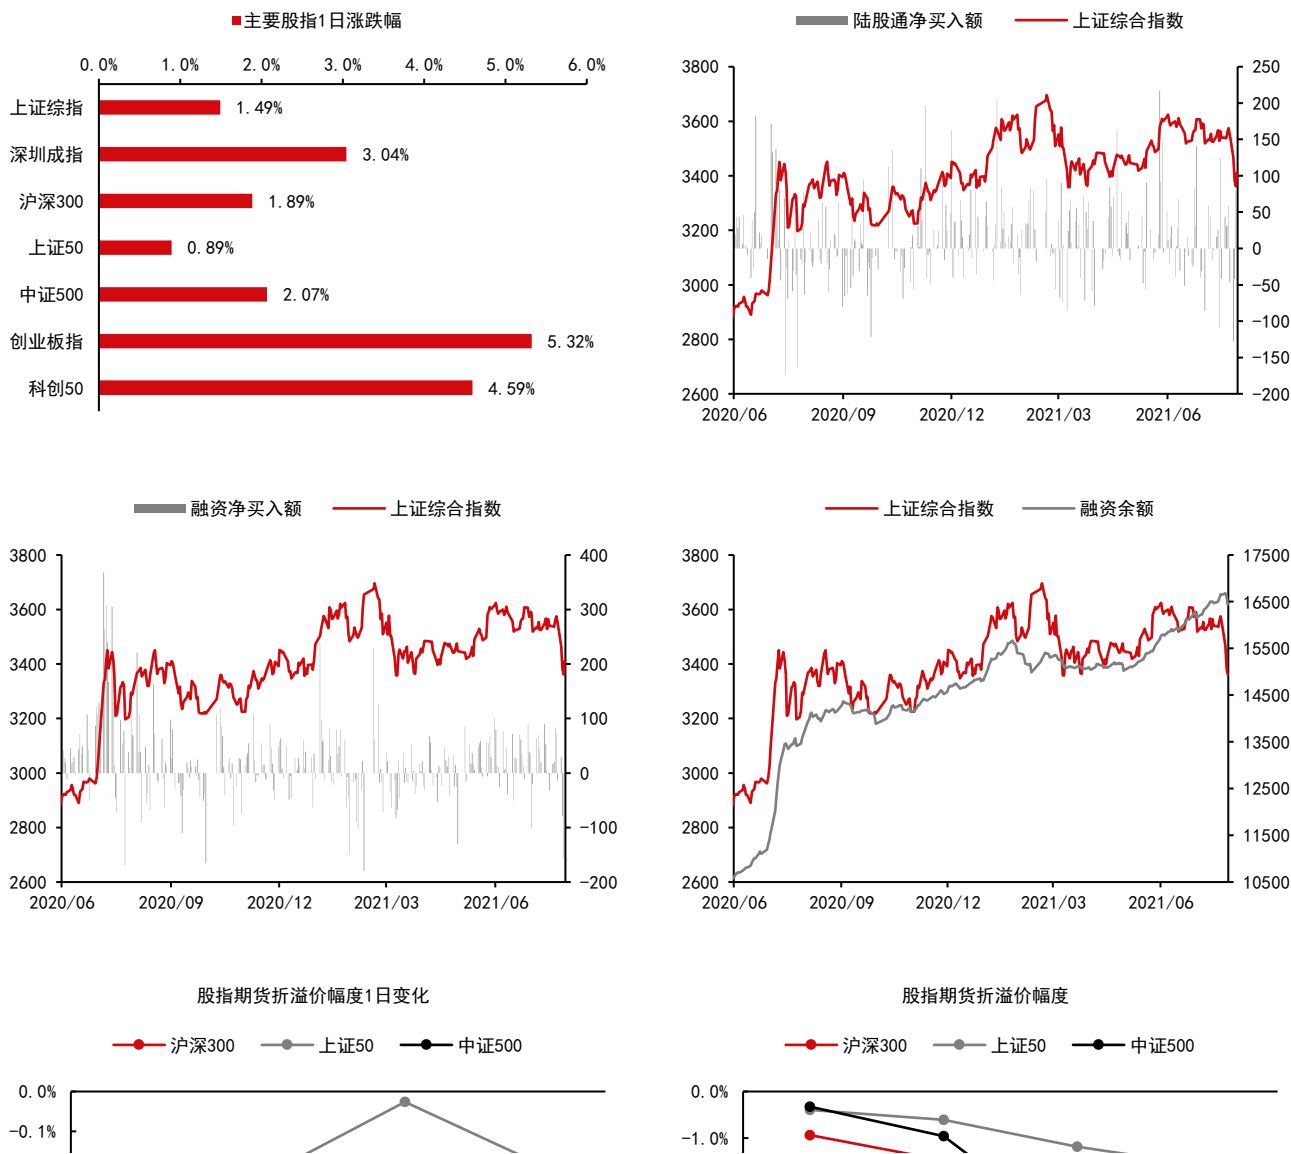 主要股指1日涨跌幅
0.0% 1.0% 2.0% 3.0% 4.0% 5.0% 6.0%
上证综指 1.49%
深圳成指 3.04%
沪深300 1.89%
上证50 0.89%
中证500 2.07%
创业板指 5.32%
科创50 4.59%
陆股通净买入额 上证综合指数
3800 250
3600 200
150
3400 100
3200 50
0
3000 -50
2800 -100
-150
2600 -200
2020/06 2020/09 2020/12 2021/03 2021/06
融资净买入额 上证综合指数
3800 400
3600 300
3400 200
3200 100
3000 0
2800 -100
2600 -200
2020/06 2020/09 2020/12 2021/03 2021/06
上证综合指数 融资余额
3800 17500
3600 16500
3400 15500
3200 14500
3000 13500
12500
2800 11500
2600 10500
2020/06 2020/09 2020/12 2021/03 2021/06
股指期货折溢价幅度1日变化
沪深300 上证50 中证500
0.0%
-0.1%
股指期货折溢价幅度
沪深300 上证50 中证500
0.0%
-1.0%